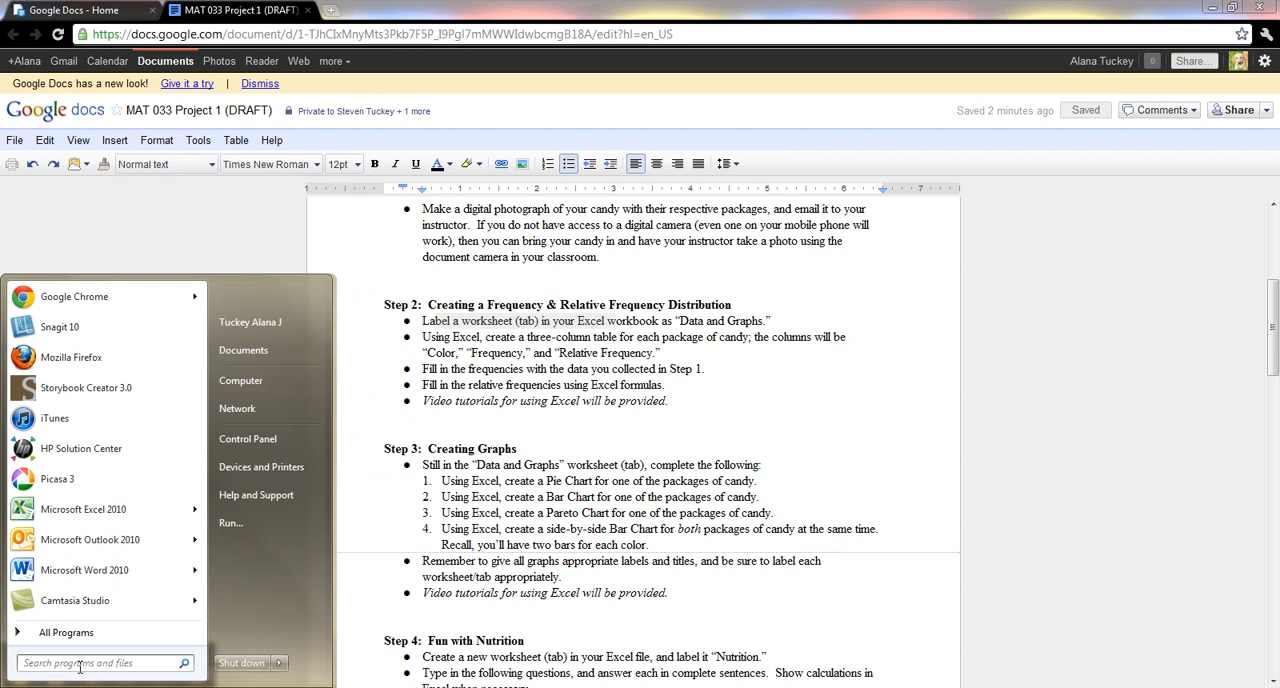 Google Docs - Home
MAT 033 Project 1 (DRAFT)
https://docs.google.com/document/d/1-TJhCIxMnyMts3Pkb7F5P_I9PgI7mMWWIdwbcmgB18A/edit?hl=en_US
+Alana Gmail Calendar Documents Photos Reader Web more
Alana Tuckey 0 Share...
Google Docs has a new look! Give it a try | Dismiss
Google docs MAT 033 Project 1 (DRAFT) Private to Steven Tuckey + 1 more
Saved 2 minutes ago Saved Comments Share
File Edit View Insert Format Tools Table Help
Normal text Times New Roman 12pt B I U A
1 1 2 3 4 5 6 7
Make a digital photograph of your candy with their respective packages, and email it to your
instructor. If you do not have access to a digital camera (even one on your mobile phone will
work), then you can bring your candy in and have your instructor take a photo using the
document camera in your classroom.
Step 2: Creating a Frequency & Relative Frequency Distribution
● Label a worksheet (tab) in your Excel workbook as “Data and Graphs.”
● Using Excel, create a three-column table for each package of candy; the columns will be
“Color,” “Frequency,” and “Relative Frequency.”
● Fill in the frequencies with the data you collected in Step 1.
● Fill in the relative frequencies using Excel formulas.
● Video tutorials for using Excel will be provided.
Step 3: Creating Graphs
● Still in the “Data and Graphs” worksheet (tab), complete the following:
1. Using Excel, create a Pie Chart for one of the packages of candy.
2. Using Excel, create a Bar Chart for one of the packages of candy.
3. Using Excel, create a Pareto Chart for one of the packages of candy.
4. Using Excel, create a side-by-side Bar Chart for both packages of candy at the same time.
Recall, you’ll have two bars for each color.
● Remember to give all graphs appropriate labels and titles, and be sure to label each
worksheet/tab appropriately.
● Video tutorials for using Excel will be provided.
Step 4: Fun with Nutrition
● Create a new worksheet (tab) in your Excel file, and label it “Nutrition.”
● Type in the following questions, and answer each in complete sentences. Show calculations in
Excel when necessary.
Google Chrome
Snagit 10
Mozilla Firefox
Storybook Creator 3.0
iTunes
HP Solution Center
Picasa 3
Microsoft Excel 2010
Microsoft Outlook 2010
Microsoft Word 2010
Camtasia Studio
All Programs
Search programs and files
Tuckey Alana J
Documents
Computer
Network
Control Panel
Devices and Printers
Help and Support
Run...
Shut down